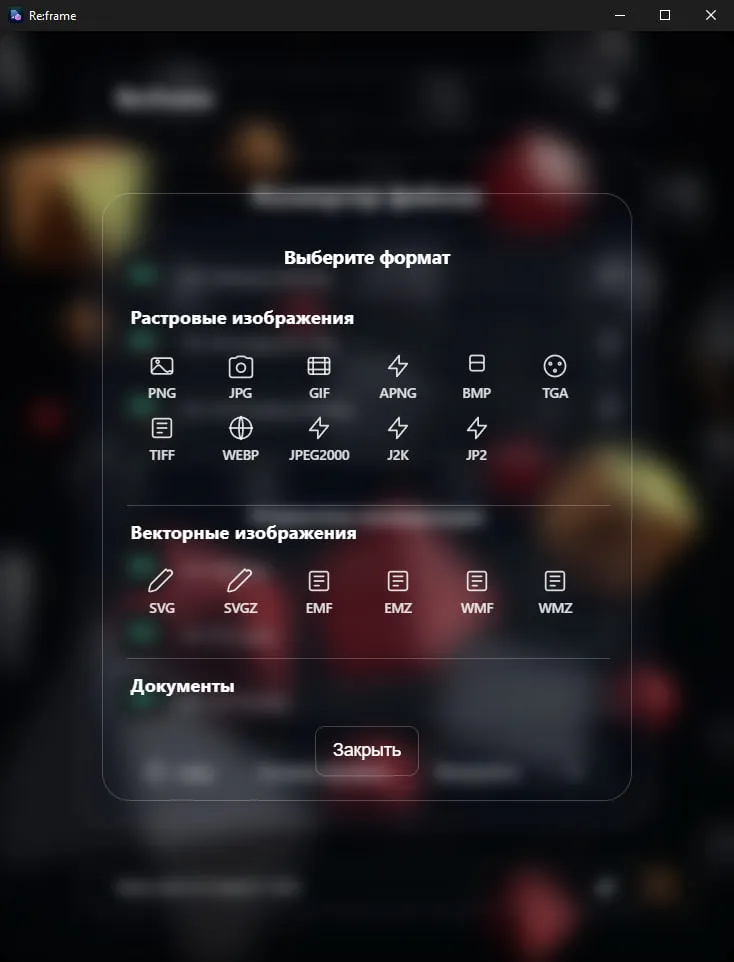 Re:frame
Выберите формат
Растровые изображения
PNG JPG GIF APNG BMP TGA
TIFF WEBP JPEG2000 J2K JP2
Векторные изображения
SVG SVGZ EMF EMZ WMF WMZ
Документы
Закрыть